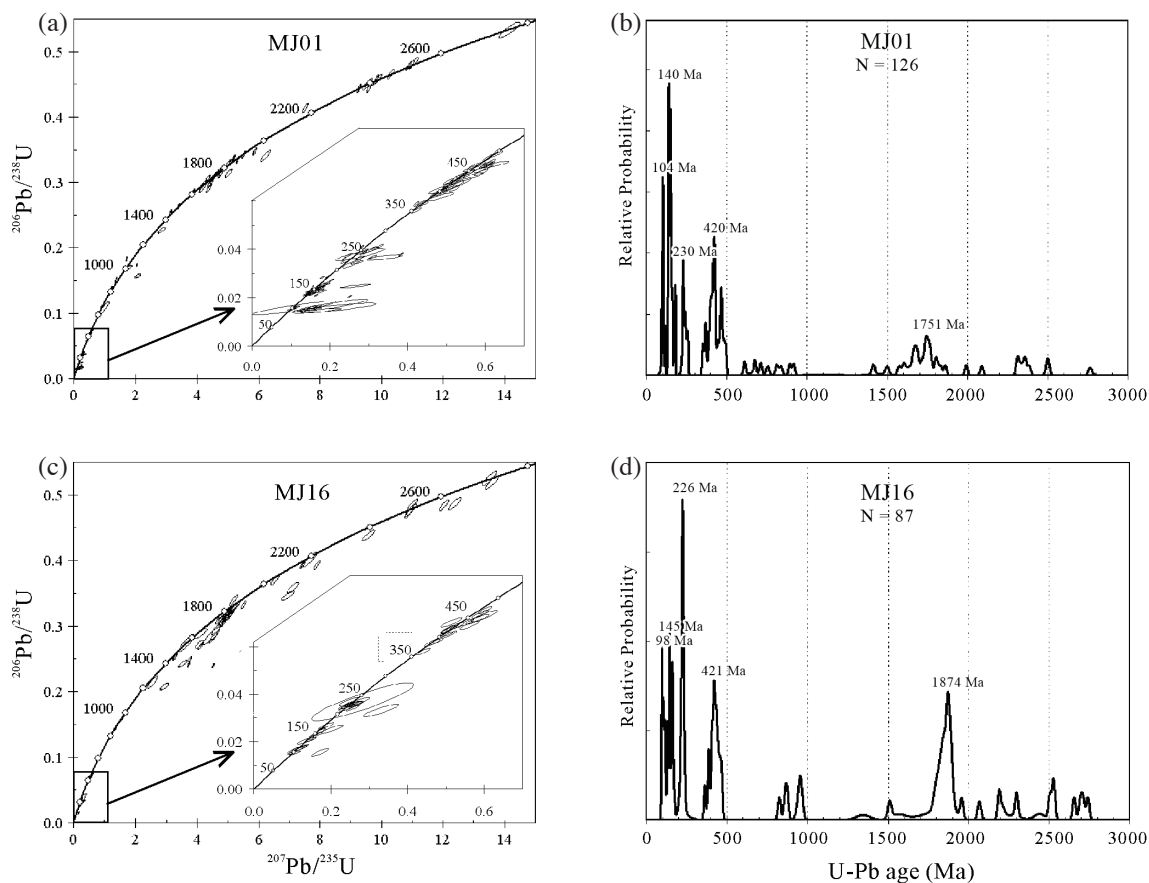 (a)
MJ01
²⁰⁶Pb/²³⁸U
0.5
0.4
0.3
0.2
0.1
0.0
0 2 4 6 8 10 12 14
1000
1400
1800
2200
2600
0.04
0.02
0.00
0.0 0.2 0.4 0.6
50
150
250
350
450
(b)
MJ01
N = 126
Relative Probability
140 Ma
104 Ma
230 Ma
420 Ma
1751 Ma
0 500 1000 1500 2000 2500 3000
(c)
MJ16
²⁰⁶Pb/²³⁸U
0.5
0.4
0.3
0.2
0.1
0.0
0 2 4 6 8 10 12 14
²⁰⁷Pb/²³⁵U
1000
1400
1800
2200
2600
0.04
0.02
0.00
0.0 0.2 0.4 0.6
50
150
250
350
450
(d)
MJ16
N = 87
Relative Probability
226 Ma
145 Ma
98 Ma
421 Ma
1874 Ma
0 500 1000 1500 2000 2500 3000
U-Pb age (Ma)